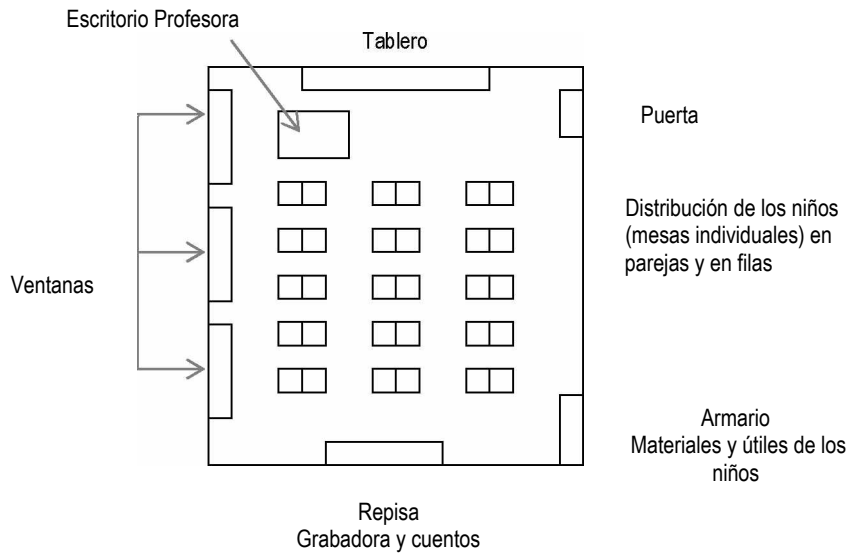 Escritorio Profesora
Tablero
Puerta
Distribución de los niños
(mesas individuales) en
parejas y en filas
Ventanas
Armario
Materiales y útiles de los
niños
Repisa
Grabadora y cuentos